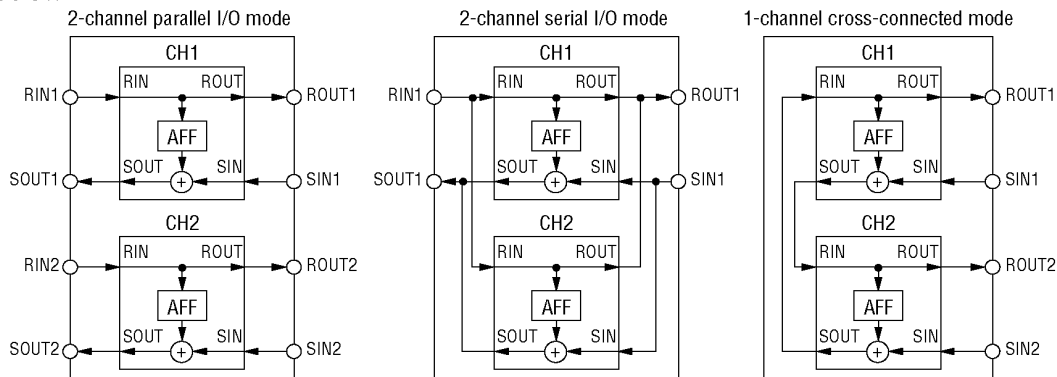 2-channel parallel I/O mode
CH1
RIN1
RIN
ROUT
ROUT1
AFF
SOUT1
SOUT
+
SIN
SIN1
CH2
RIN2
RIN
ROUT
ROUT2
AFF
SOUT2
SOUT
+
SIN
SIN2
2-channel serial I/O mode
CH1
RIN1
RIN
ROUT
ROUT1
AFF
SOUT1
SOUT
+
SIN
SIN1
CH2
RIN
ROUT
AFF
SOUT
+
SIN
1-channel cross-connected mode
CH1
RIN
ROUT
ROUT1
AFF
SOUT
+
SIN
SIN1
CH2
RIN
ROUT
ROUT2
AFF
SOUT
+
SIN
SIN2